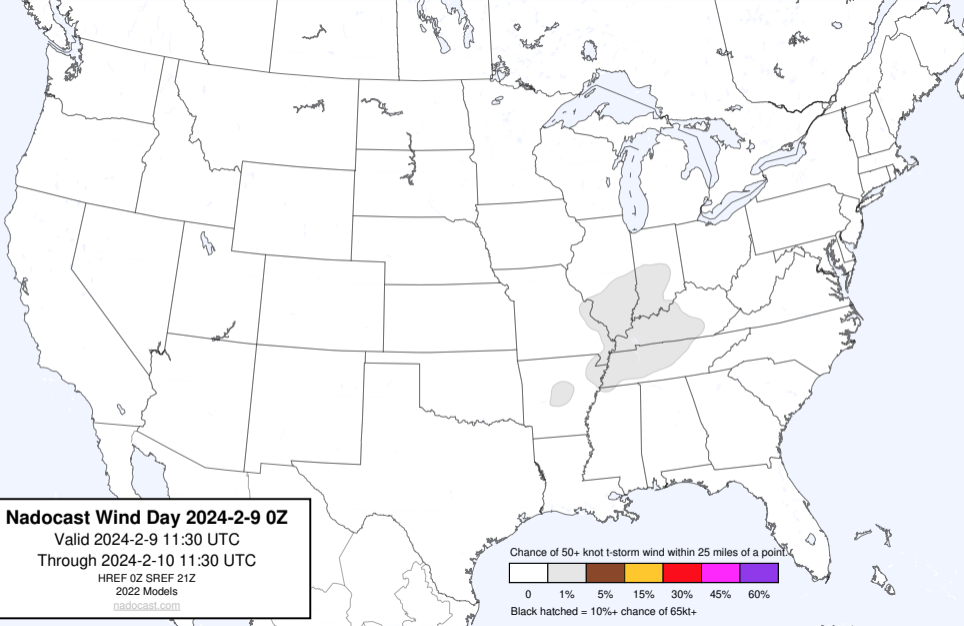 Nadocast Wind Day 2024-2-9 0Z
Valid 2024-2-9 11:30 UTC
Through 2024-2-10 11:30 UTC
HREF 0Z SREF 21Z
2022 Models
nadocast.com
Chance of 50+ knot t-storm wind within 25 miles of a point.
0 1% 5% 15% 30% 45% 60%
Black hatched = 10%+ chance of 65kt+